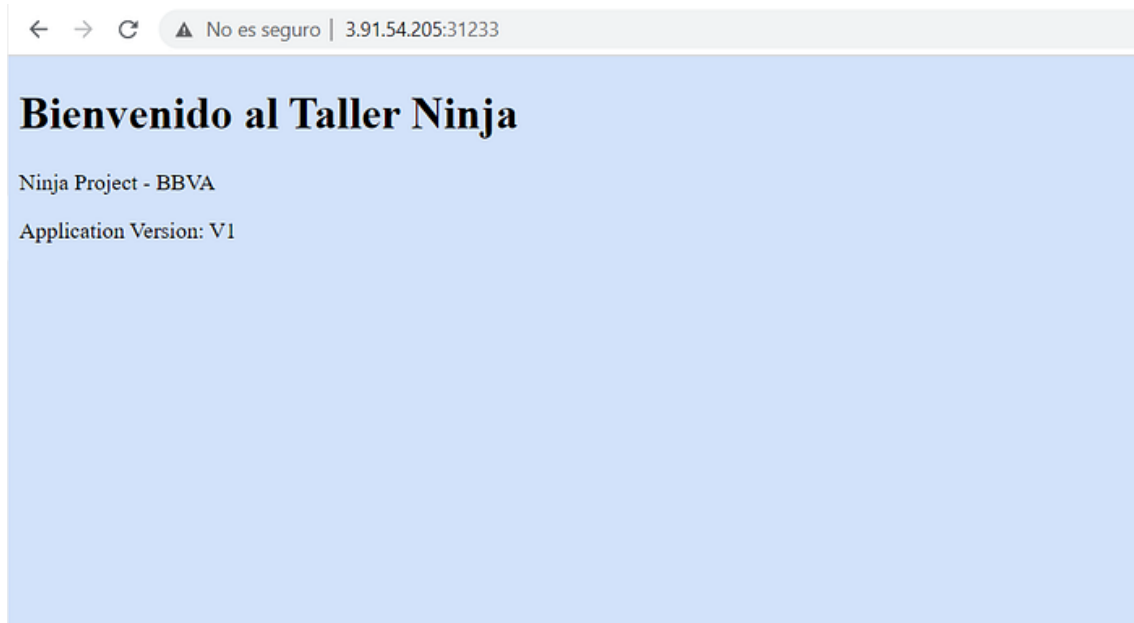 No es seguro | 3.91.54.205:31233
Bienvenido al Taller Ninja
Ninja Project - BBVA
Application Version: V1